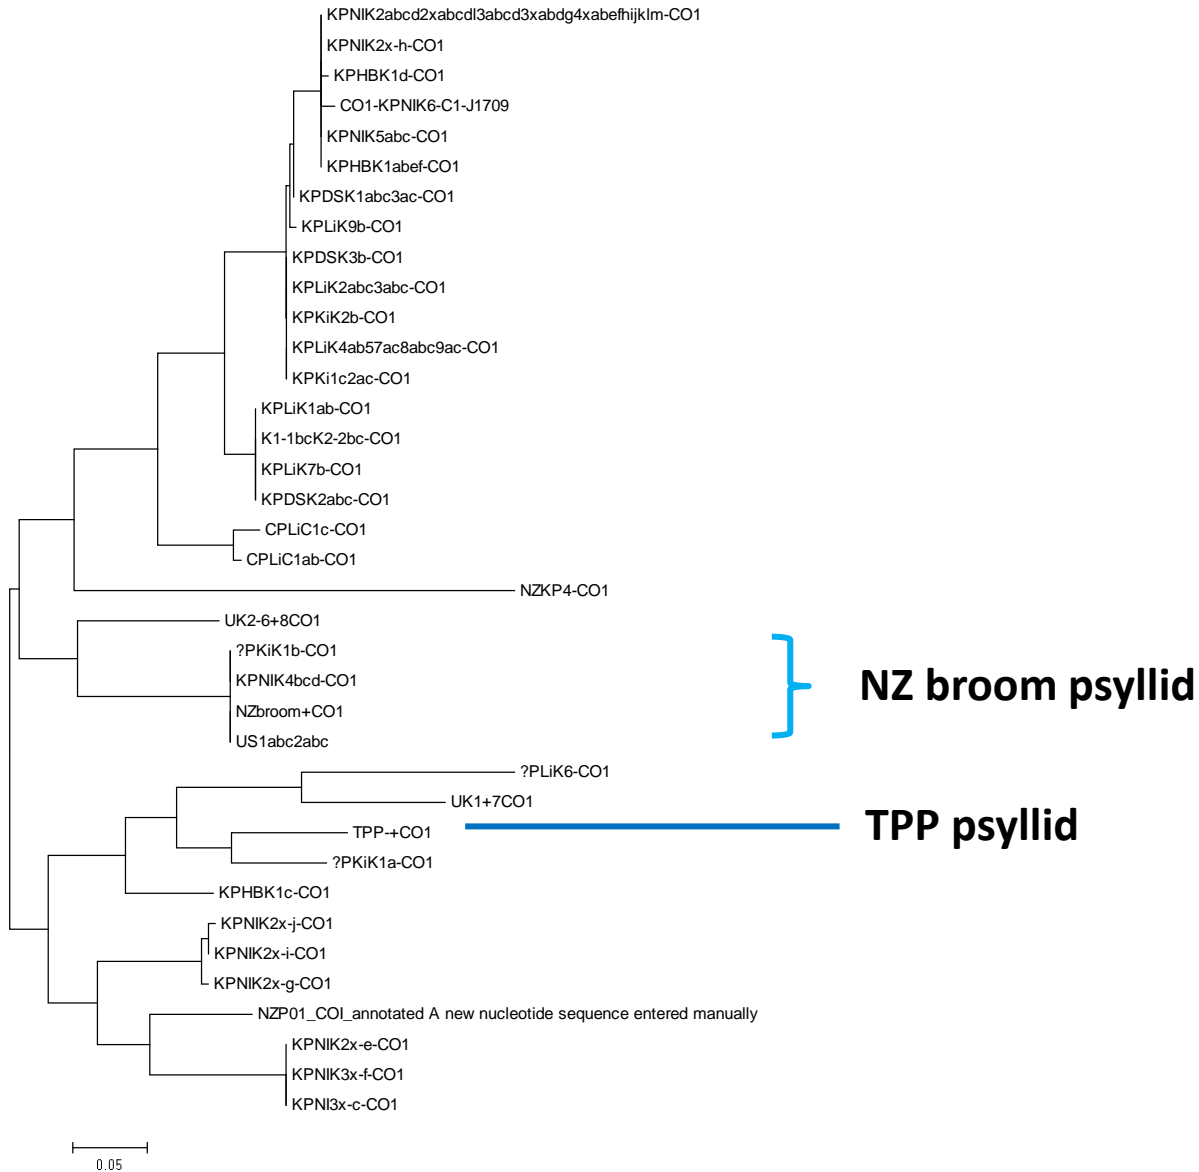 KPNIK2abcd2xabcdl3abcd3xabdg4xabefhijklm-CO1
KPNIK2x-h-CO1
KPHBK1d-CO1
CO1-KPNIK6-C1-J1709
KPNIK5abc-CO1
KPHBK1abef-CO1
KPDSK1abc3ac-CO1
KPLiK9b-CO1
KPDSK3b-CO1
KPLiK2abc3abc-CO1
KPKiK2b-CO1
KPLiK4ab57ac8abc9ac-CO1
KPKi1c2ac-CO1
KPLiK1ab-CO1
K1-1bcK2-2bc-CO1
KPLiK7b-CO1
KPDSK2abc-CO1
CPLiC1c-CO1
CPLiC1ab-CO1
NZKP4-CO1
UK2-6+8CO1
?PKiK1b-CO1
KPNIK4bcd-CO1
NZbroom+CO1
US1abc2abc
NZ broom psyllid
?PLiK6-CO1
UK1+7CO1
TPP-+CO1
TPP psyllid
?PKiK1a-CO1
KPHBK1c-CO1
KPNIK2x-j-CO1
KPNIK2x-i-CO1
KPNIK2x-g-CO1
NZP01_COI_annotated A new nucleotide sequence entered manually
KPNIK2x-e-CO1
KPNIK3x-f-CO1
KPNI3x-c-CO1
0.05